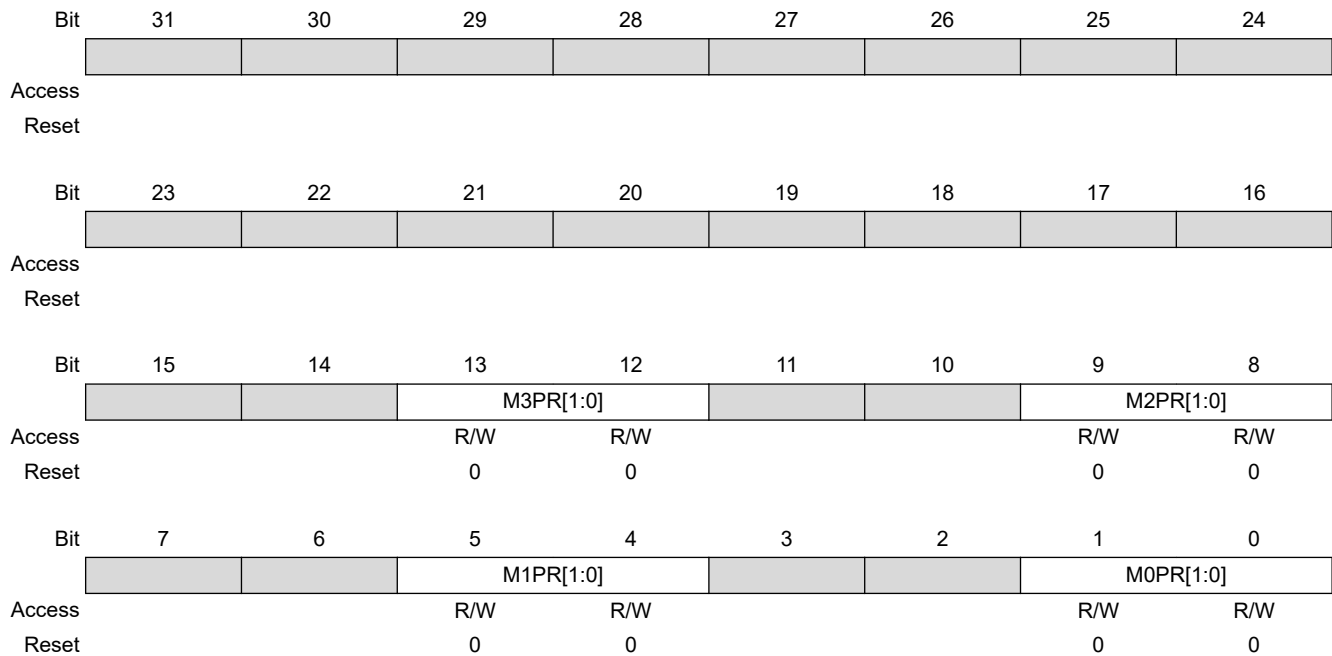 Bit 31 30 29 28 27 26 25 24
Access
Reset
Bit 23 22 21 20 19 18 17 16
Access
Reset
Bit 15 14 13 12 11 10 9 8
M3PR[1:0] M2PR[1:0]
Access R/W R/W R/W R/W
Reset 0 0 0 0
Bit 7 6 5 4 3 2 1 0
M1PR[1:0] M0PR[1:0]
Access R/W R/W R/W R/W
Reset 0 0 0 0